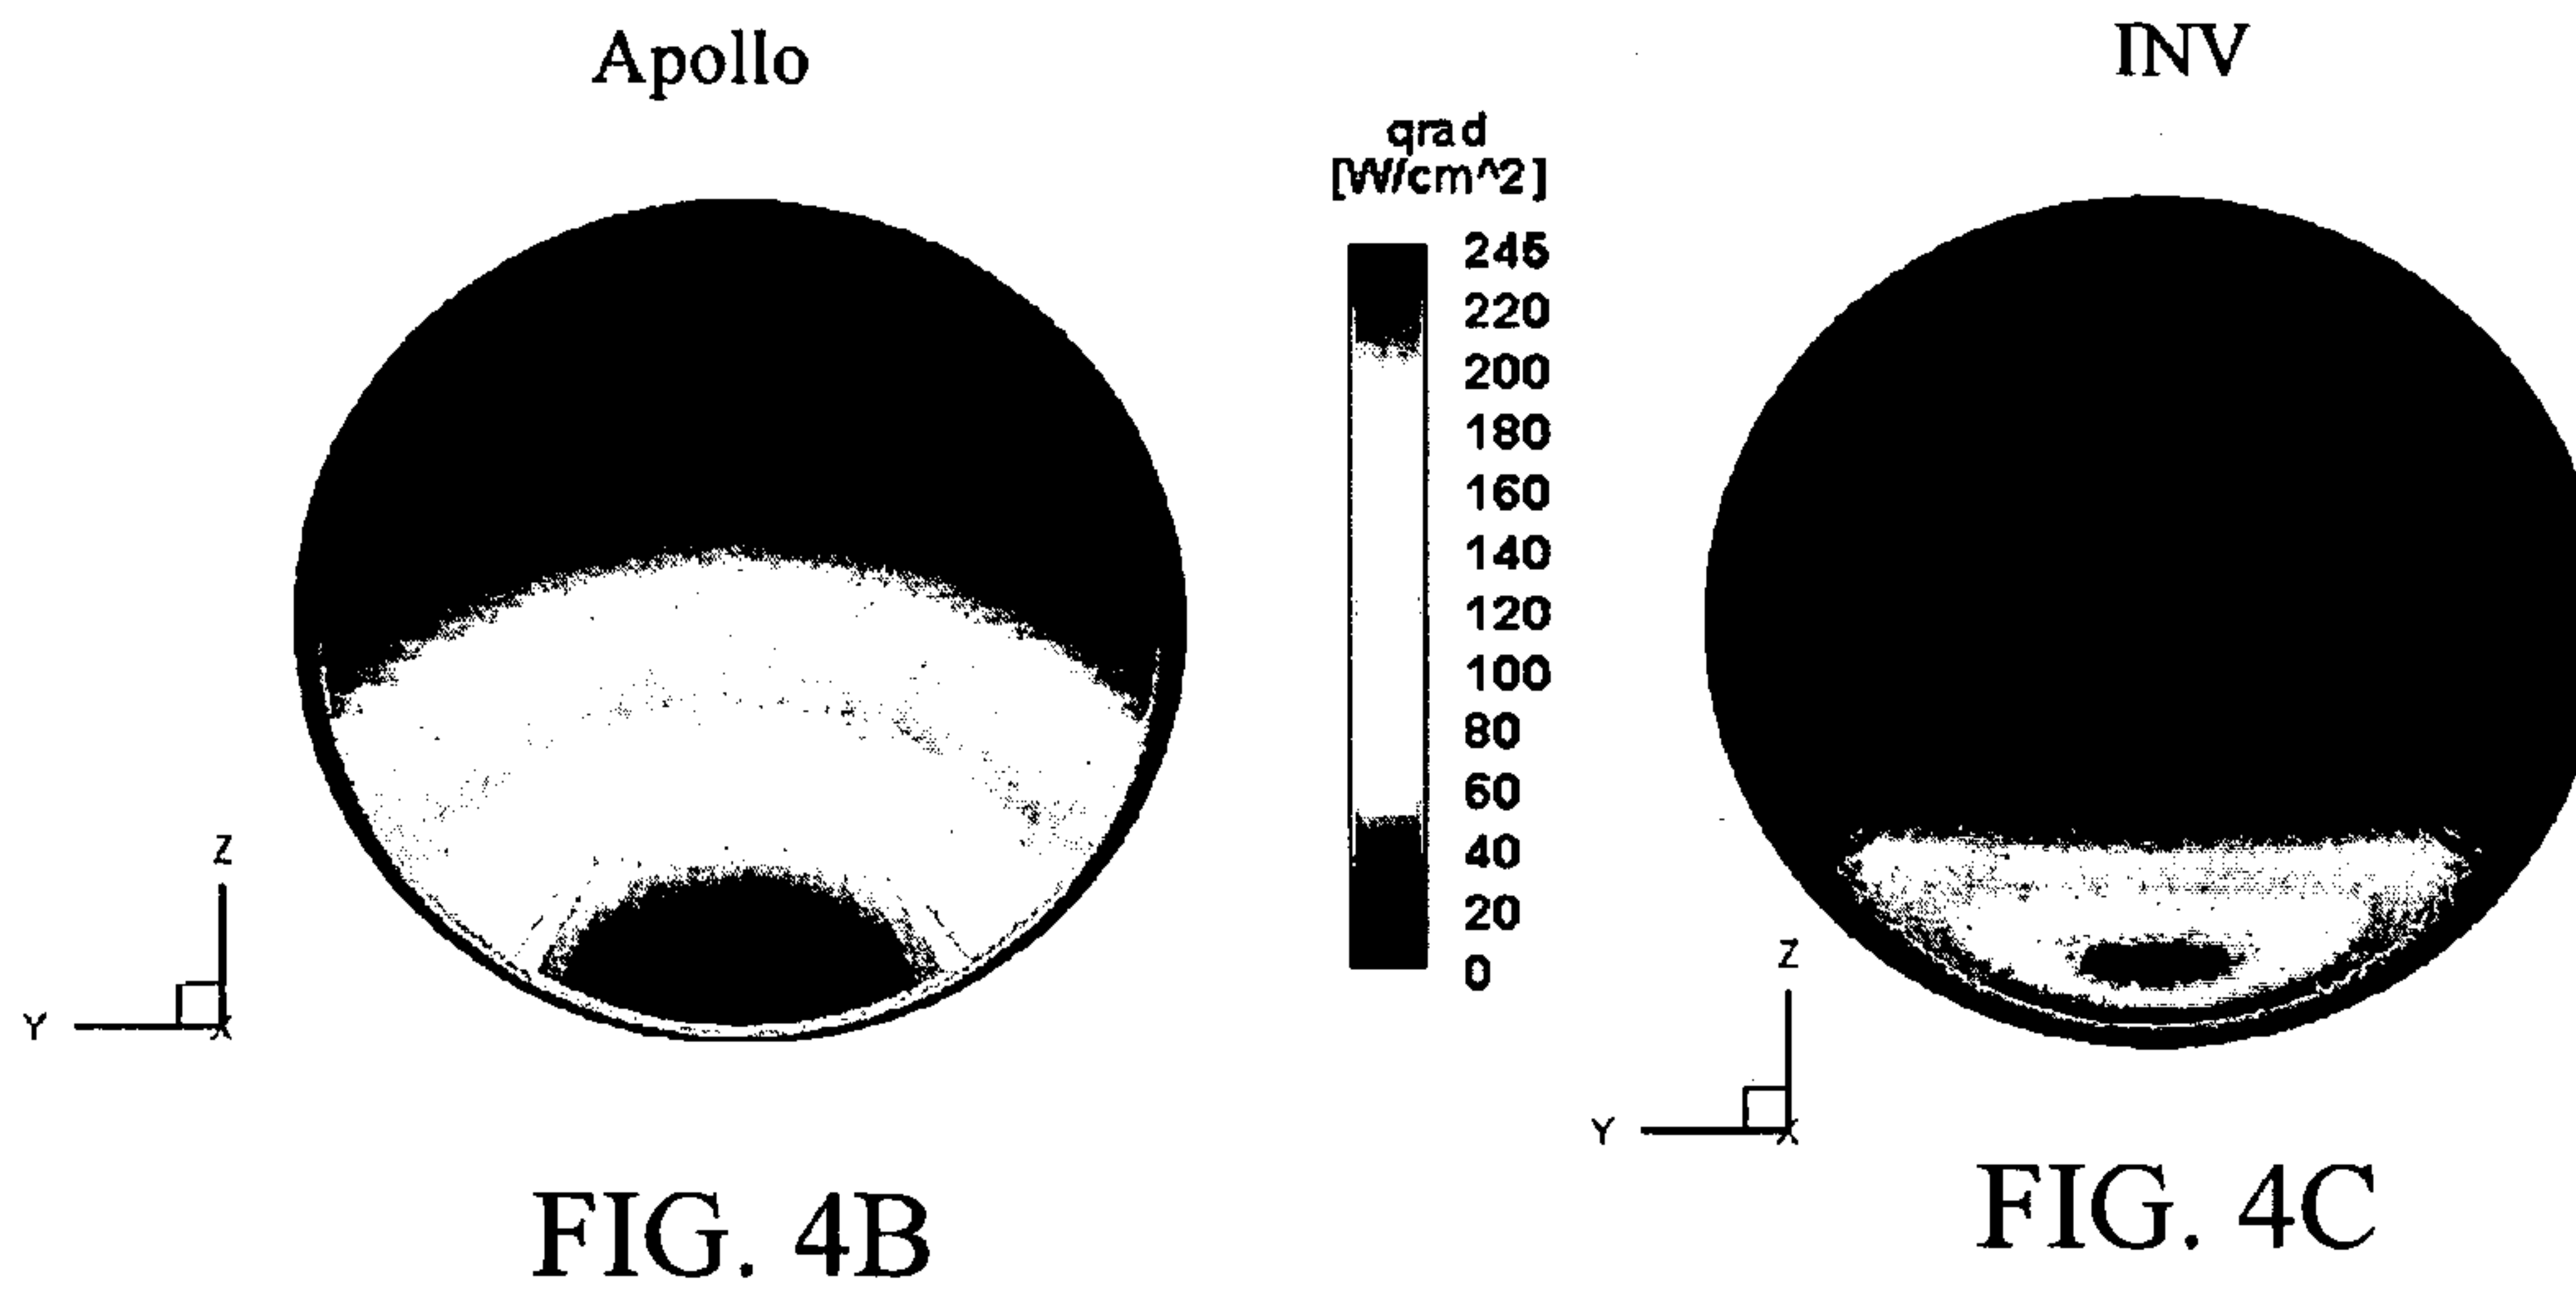 Apollo
INV
qrad
[W/cm^2]
245
220
200
180
160
140
120
100
80
60
40
20
0
Z
Y
X
Z
Y
X
FIG. 4B
FIG. 4C